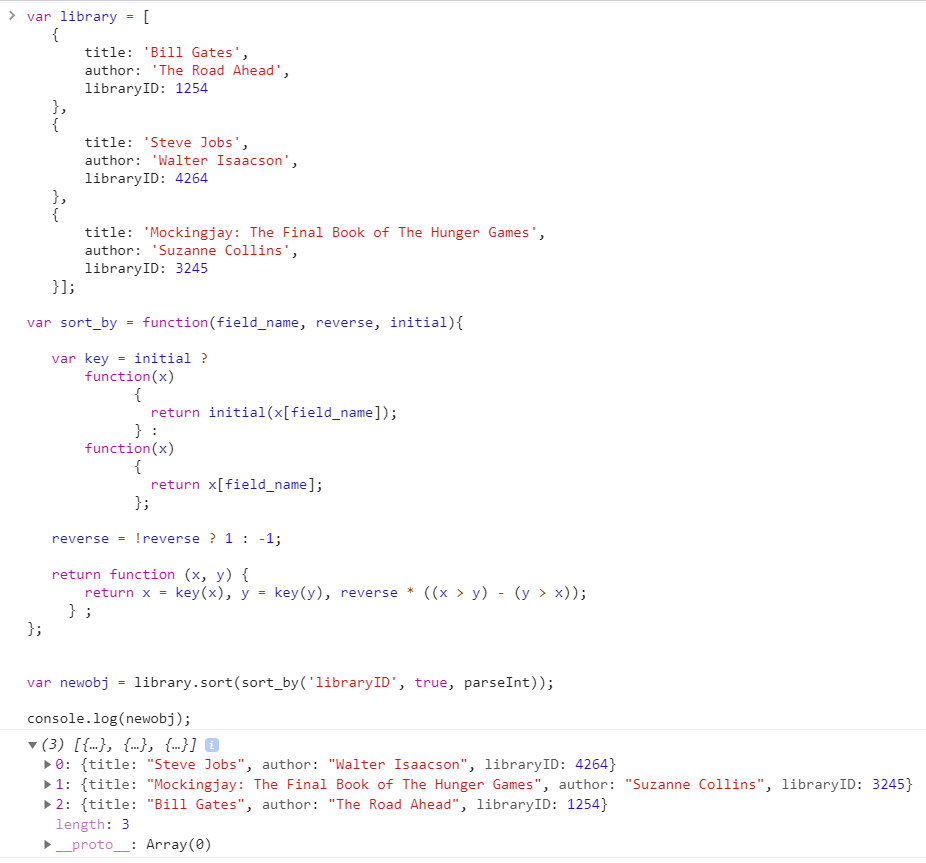 > var library = [
   {
       title: 'Bill Gates',
       author: 'The Road Ahead',
       libraryID: 1254
   },
   {
       title: 'Steve Jobs',
       author: 'Walter Isaacson',
       libraryID: 4264
   },
   {
       title: 'Mockingjay: The Final Book of The Hunger Games',
       author: 'Suzanne Collins',
       libraryID: 3245
   }];
var sort_by = function(field_name, reverse, initial){
   var key = initial ?
       function(x)
             {
               return initial(x[field_name]);
             } :
       function(x)
             {
               return x[field_name];
             };
   reverse = !reverse ? 1 : -1;
   return function (x, y) {
       return x = key(x), y = key(y), reverse * ((x > y) - (y > x));
     } ;
};
var newobj = library.sort(sort_by('libraryID', true, parseInt));
console.log(newobj);
▼(3) [{…}, {…}, {…}] i
▶0: {title: "Steve Jobs", author: "Walter Isaacson", libraryID: 4264}
▶1: {title: "Mockingjay: The Final Book of The Hunger Games", author: "Suzanne Collins", libraryID: 3245}
▶2: {title: "Bill Gates", author: "The Road Ahead", libraryID: 1254}
length: 3
▶__proto__: Array(0)